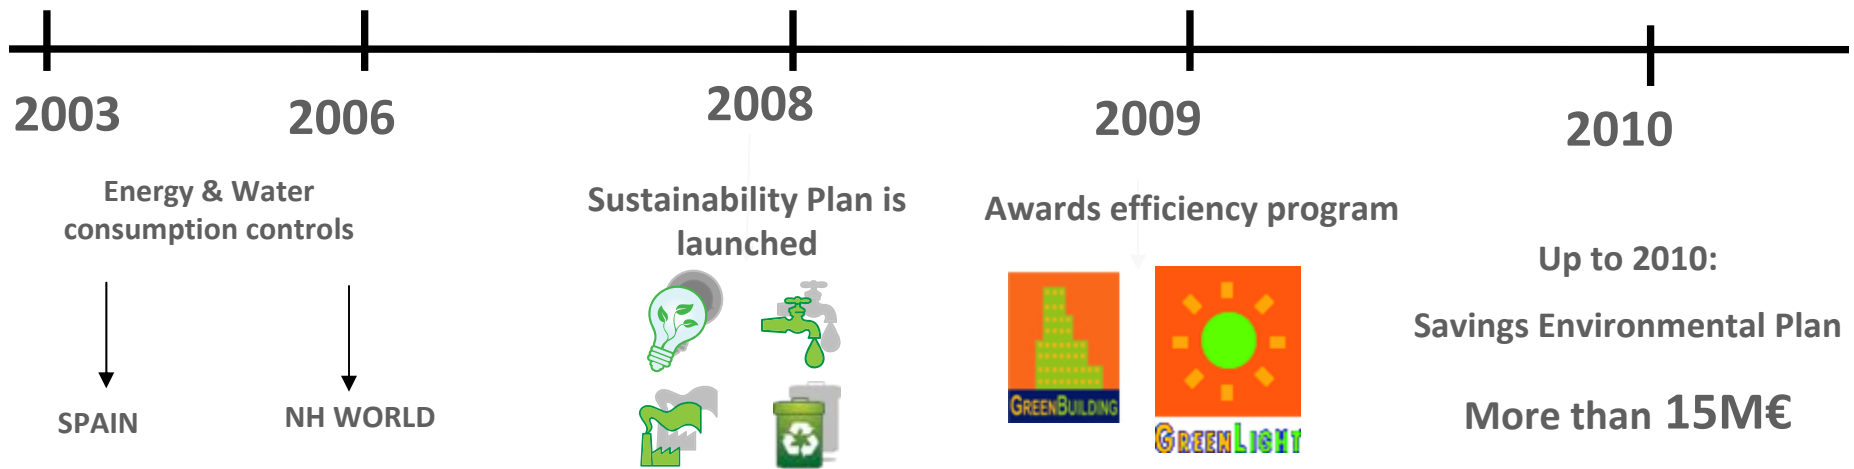 2003
2006
2008
2009
2010
Energy & Water
consumption controls
SPAIN
NH WORLD
Sustainability Plan is
launched
Awards efficiency program
GREENBUILDING
GREENLIGHT
Up to 2010:
Savings Environmental Plan
More than 15M€